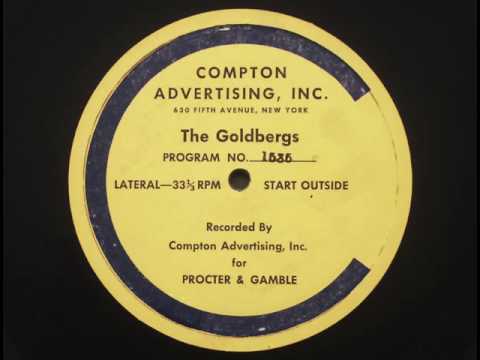 COMPTON
ADVERTISING, INC.
630 FIFTH AVENUE, NEW YORK
The Goldbergs
PROGRAM NO.
LATERAL—33⅓ RPM START OUTSIDE
Recorded By
Compton Advertising, Inc.
for
PROCTER & GAMBLE